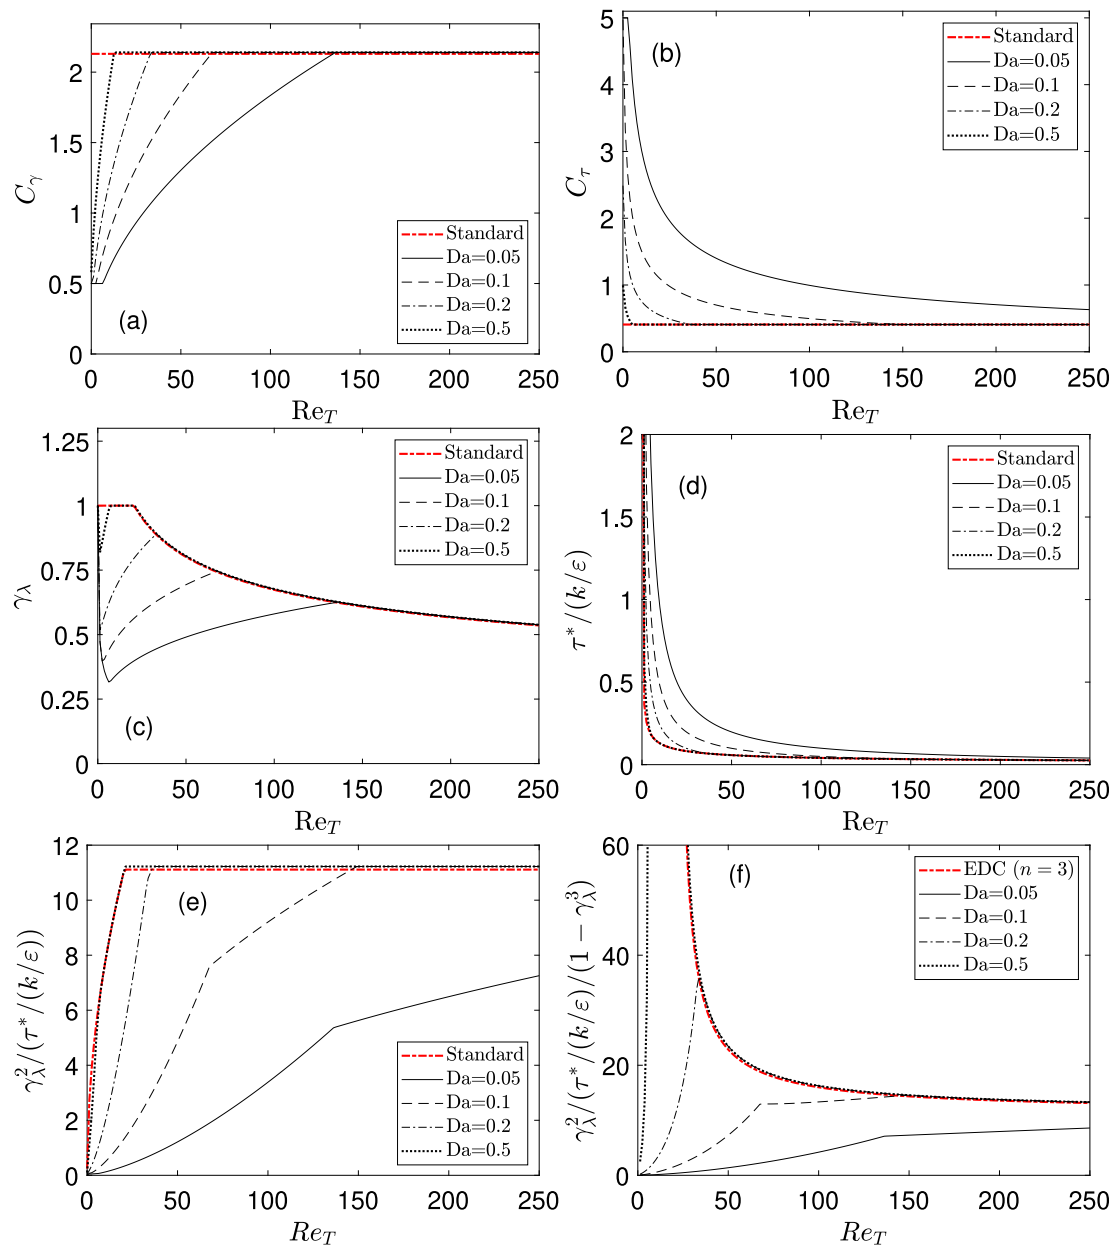 2
1.5
1
0.5
0
0
50
100
150
200
250
C_γ
Re_T
(a)
Standard
Da=0.05
Da=0.1
Da=0.2
Da=0.5
5
4
3
2
1
0
0
50
100
150
200
250
C_τ
Re_T
(b)
Standard
Da=0.05
Da=0.1
Da=0.2
Da=0.5
1.25
1
0.75
0.5
0.25
0
0
50
100
150
200
250
γ_λ
Re_T
(c)
Standard
Da=0.05
Da=0.1
Da=0.2
Da=0.5
2
1.5
1
0.5
0
0
50
100
150
200
250
τ*/(k/ε)
Re_T
(d)
Standard
Da=0.05
Da=0.1
Da=0.2
Da=0.5
12
10
8
6
4
2
0
0
50
100
150
200
250
γ_λ^2/(τ*/(k/ε))
Re_T
(e)
Standard
Da=0.05
Da=0.1
Da=0.2
Da=0.5
60
40
20
0
0
50
100
150
200
250
γ_λ^2/(τ*/(k/ε)/(1 − γ_λ^3)
Re_T
(f)
EDC (n = 3)
Da=0.05
Da=0.1
Da=0.2
Da=0.5